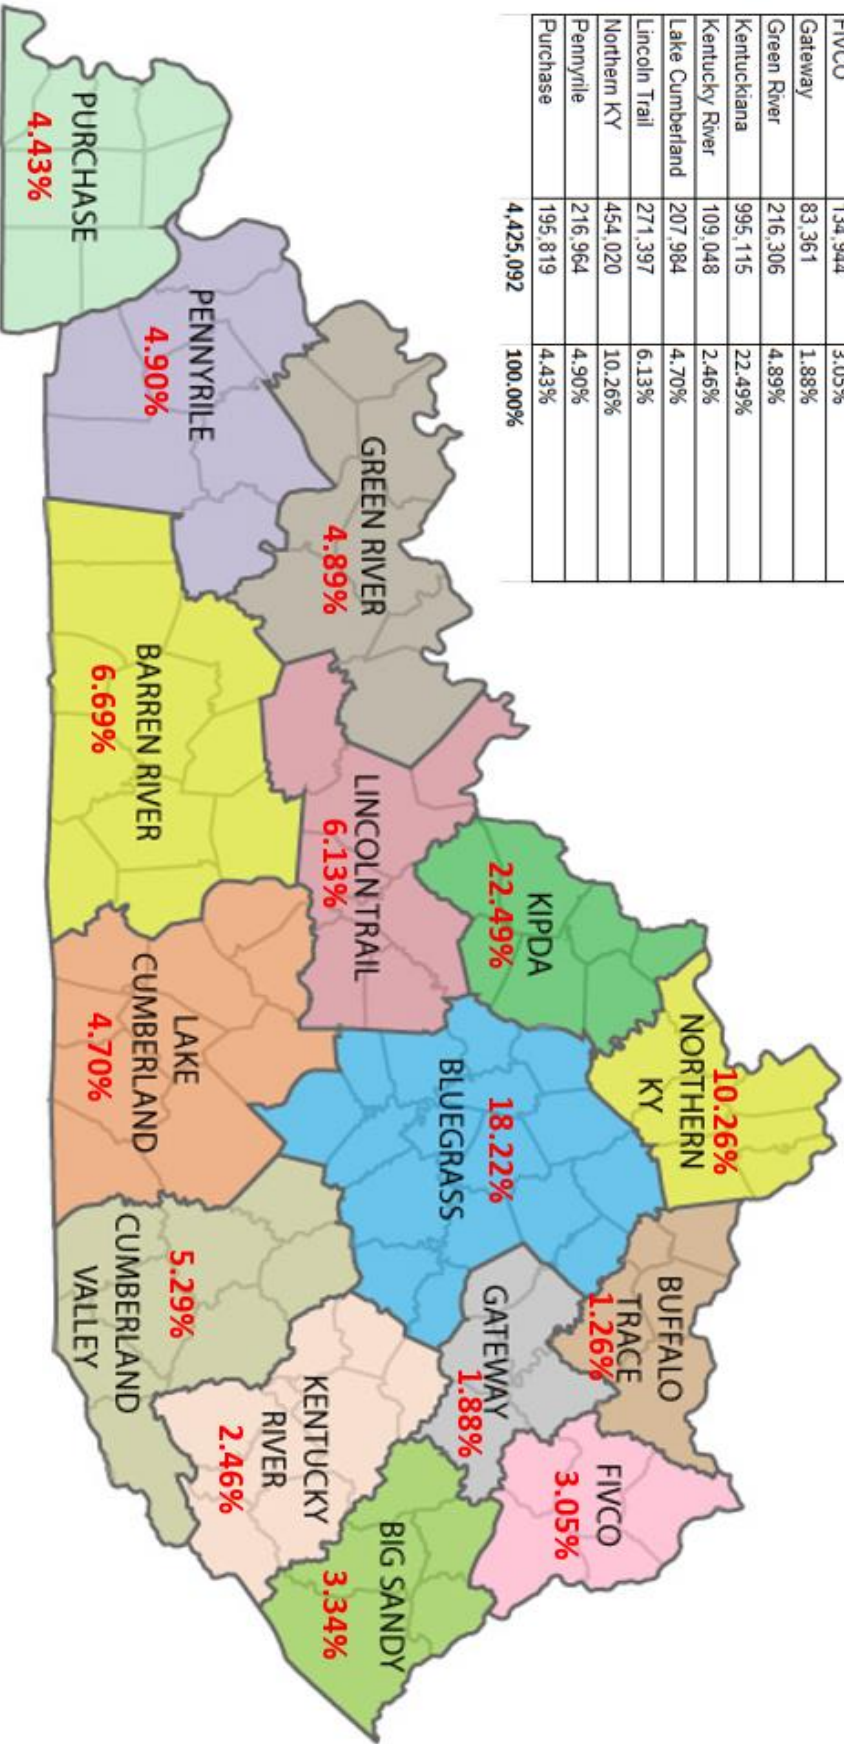 FIVCO 134,944 3.05%
Gateway 83,361 1.88%
Green River 216,306 4.89%
Kentuckiana 995,115 22.49%
Kentucky River 109,048 2.46%
Lake Cumberland 207,984 4.70%
Lincoln Trail 271,397 6.13%
Northern KY 454,020 10.26%
Pennyrile 216,964 4.90%
Purchase 195,819 4.43%
4,425,092 100.00%
10.26%
NORTHERN
KY
BUFFALO
TRACE
1.26%
KIPDA
22.49%
FIVCO
3.05%
18.22%
BLUEGRASS
GATEWAY
1.88%
GREEN RIVER
4.89%
LINCOLN TRAIL
6.13%
BIG SANDY
3.34%
KENTUCKY
RIVER
2.46%
PENNYRILE
4.90%
BARREN RIVER
6.69%
LAKE
CUMBERLAND
4.70%
5.29%
CUMBERLAND
VALLEY
PURCHASE
4.43%